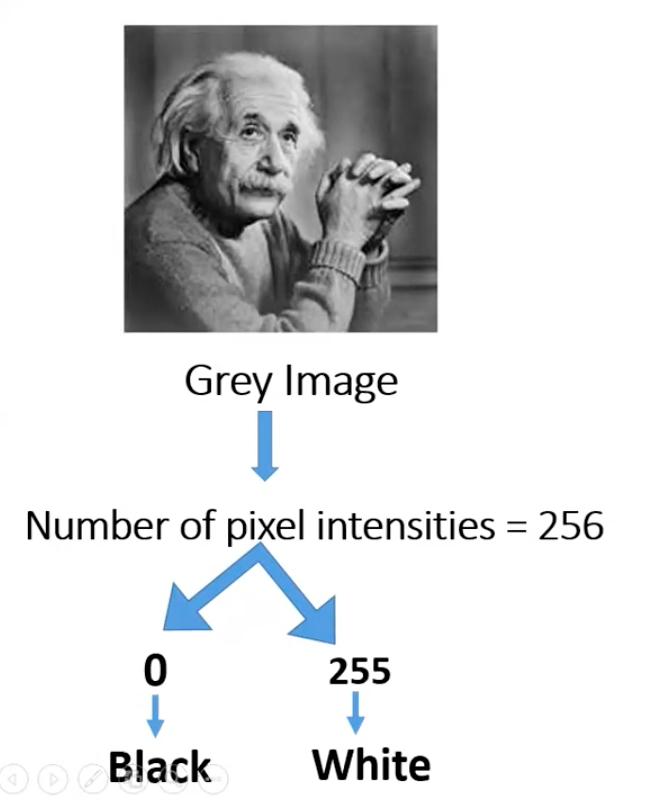 Grey Image
Number of pixel intensities = 256
0 255
Black White